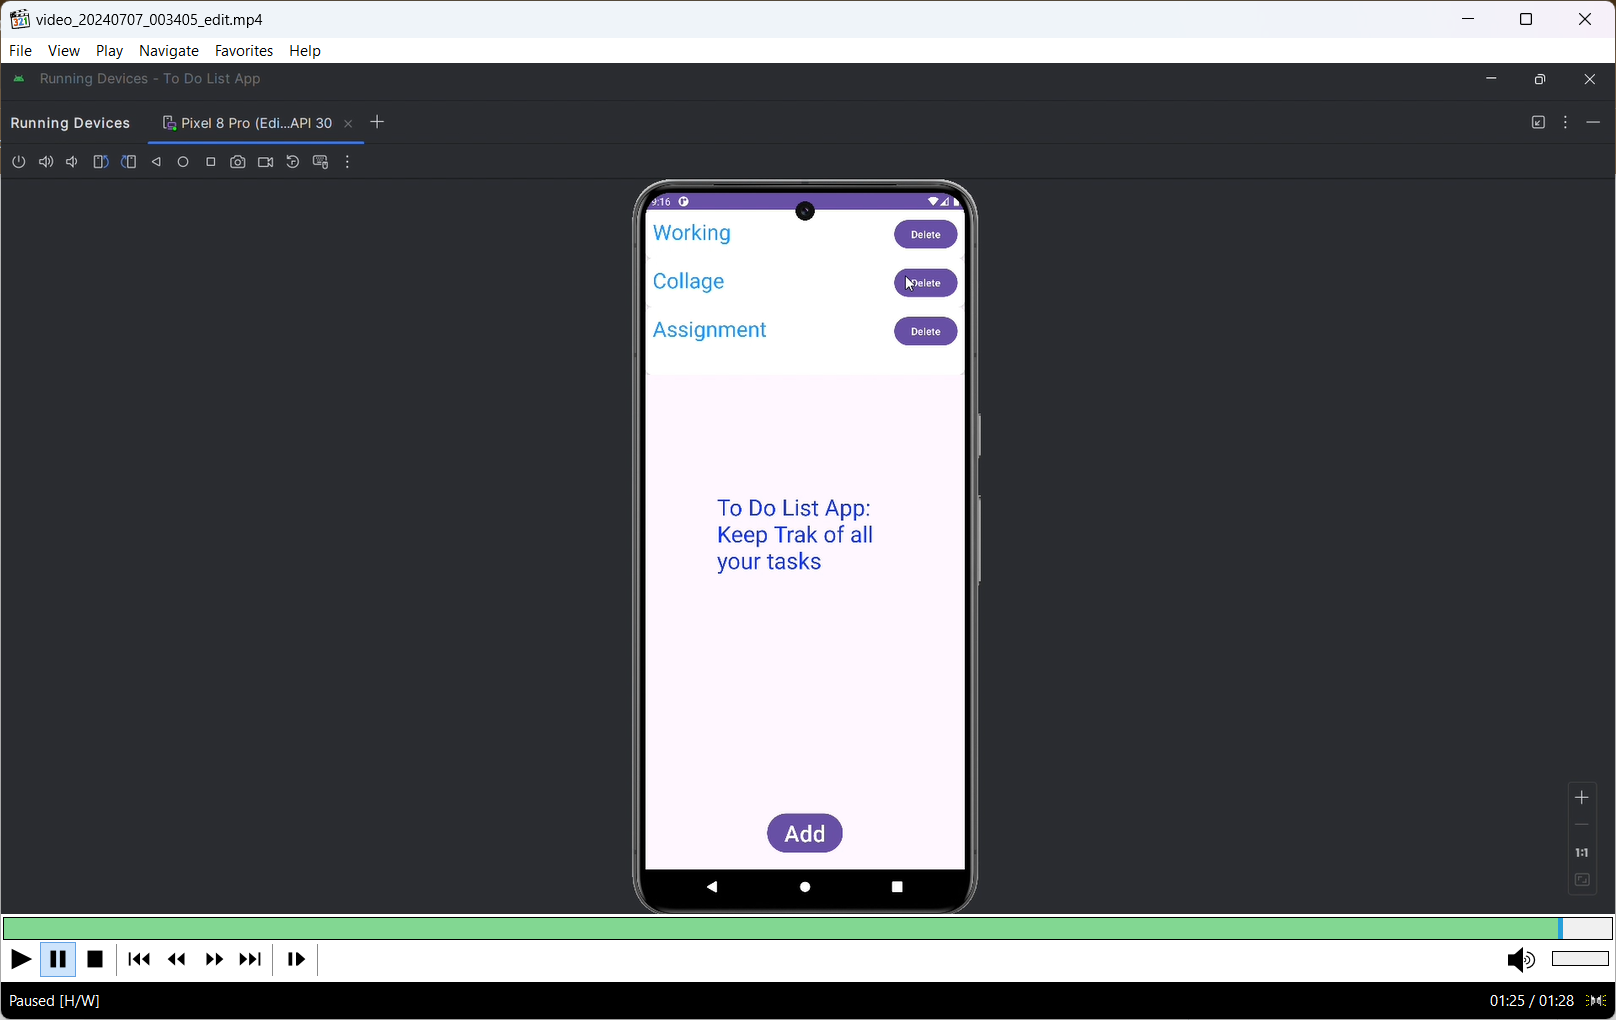 video_20240707_003405_edit.mp4
File View Play Navigate Favorites Help
Running Devices - To Do List App
Running Devices Pixel 8 Pro (Edi...API 30
9:16
Working Delete
Collage Delete
Assignment Delete
To Do List App:
Keep Trak of all
your tasks
Add
1:1
Paused [H/W] 01:25 / 01:28